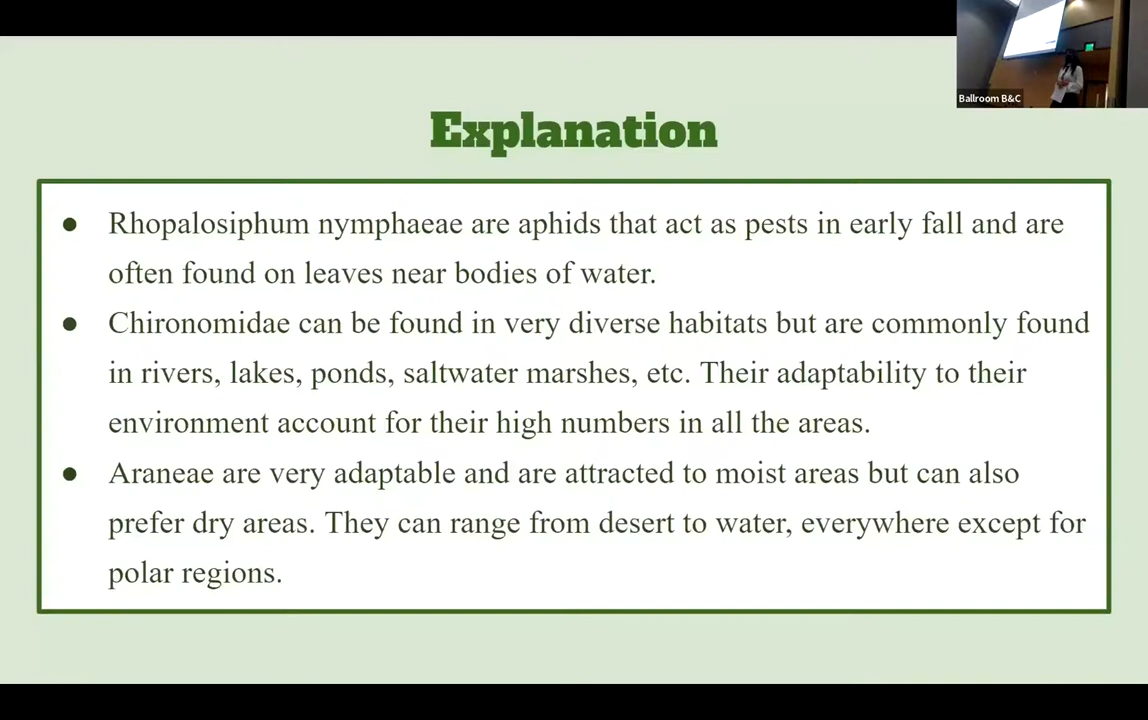 Ballroom B&C
Explanation
● Rhopalosiphum nymphaeae are aphids that act as pests in early fall and are
often found on leaves near bodies of water.
● Chironomidae can be found in very diverse habitats but are commonly found
in rivers, lakes, ponds, saltwater marshes, etc. Their adaptability to their
environment account for their high numbers in all the areas.
● Araneae are very adaptable and are attracted to moist areas but can also
prefer dry areas. They can range from desert to water, everywhere except for
polar regions.